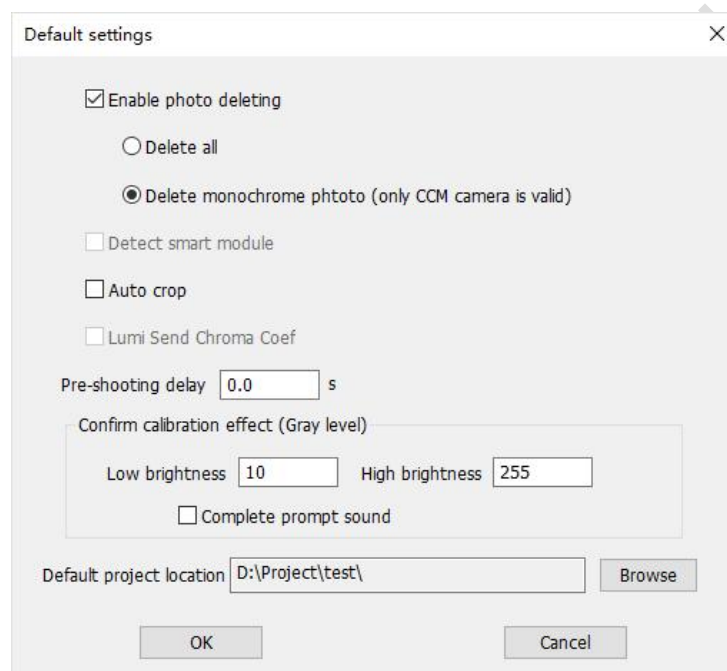 Default settings
Enable photo deleting
Delete all
Delete monochrome phtoto (only CCM camera is valid)
Detect smart module
Auto crop
Lumi Send Chroma Coef
Pre-shooting delay 0.0 s
Confirm calibration effect (Gray level)
Low brightness 10 High brightness 255
Complete prompt sound
Default project location D:\Project\test\ Browse
OK Cancel